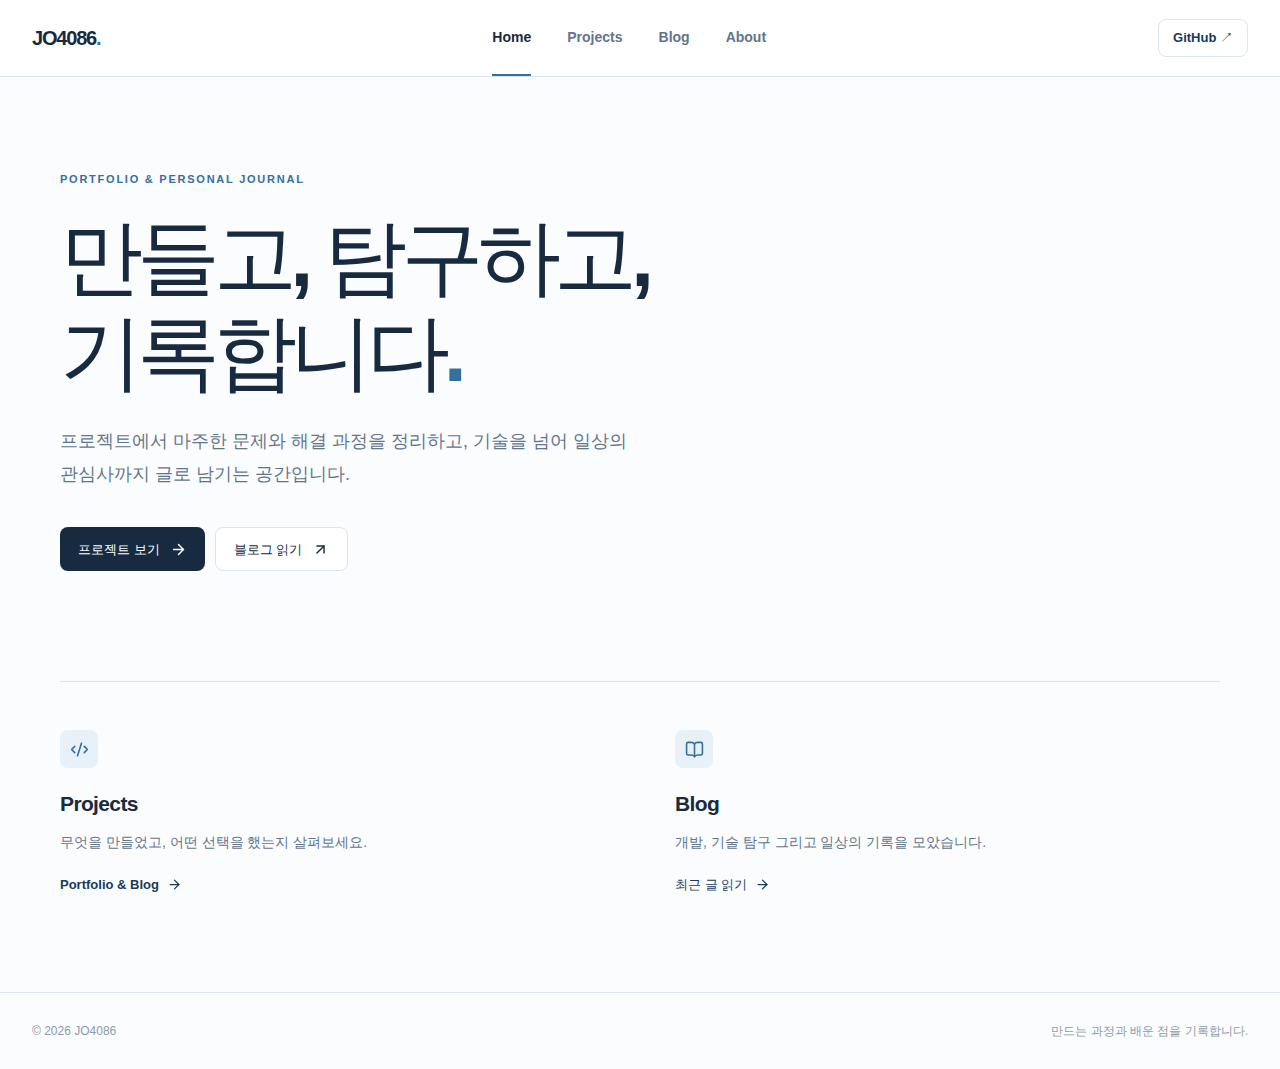 JO4086.
Home
Projects
Blog
About
GitHub ↗
PORTFOLIO & PERSONAL JOURNAL
만들고, 탐구하고,
기록합니다.
프로젝트에서 마주한 문제와 해결 과정을 정리하고, 기술을 넘어 일상의
관심사까지 글로 남기는 공간입니다.
프로젝트 보기
블로그 읽기
Projects
무엇을 만들었고, 어떤 선택을 했는지 살펴보세요.
Portfolio & Blog
Blog
개발, 기술 탐구 그리고 일상의 기록을 모았습니다.
최근 글 읽기
© 2026 JO4086
만드는 과정과 배운 점을 기록합니다.